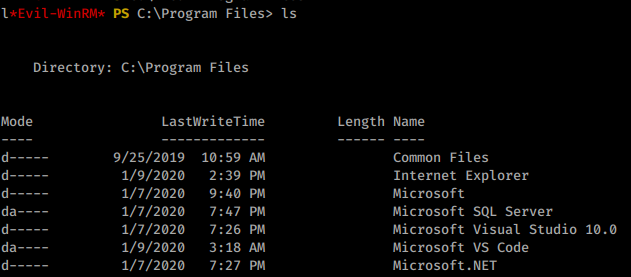 l*Evil-WinRM* PS C:\Program Files> ls
Directory: C:\Program Files
Mode LastWriteTime Length Name
---- ------------- ------ ----
d----- 9/25/2019 10:59 AM Common Files
d----- 1/9/2020 2:39 PM Internet Explorer
d----- 1/7/2020 9:40 PM Microsoft
da---- 1/7/2020 7:47 PM Microsoft SQL Server
d----- 1/7/2020 7:26 PM Microsoft Visual Studio 10.0
da---- 1/9/2020 3:18 AM Microsoft VS Code
d----- 1/7/2020 7:27 PM Microsoft.NET